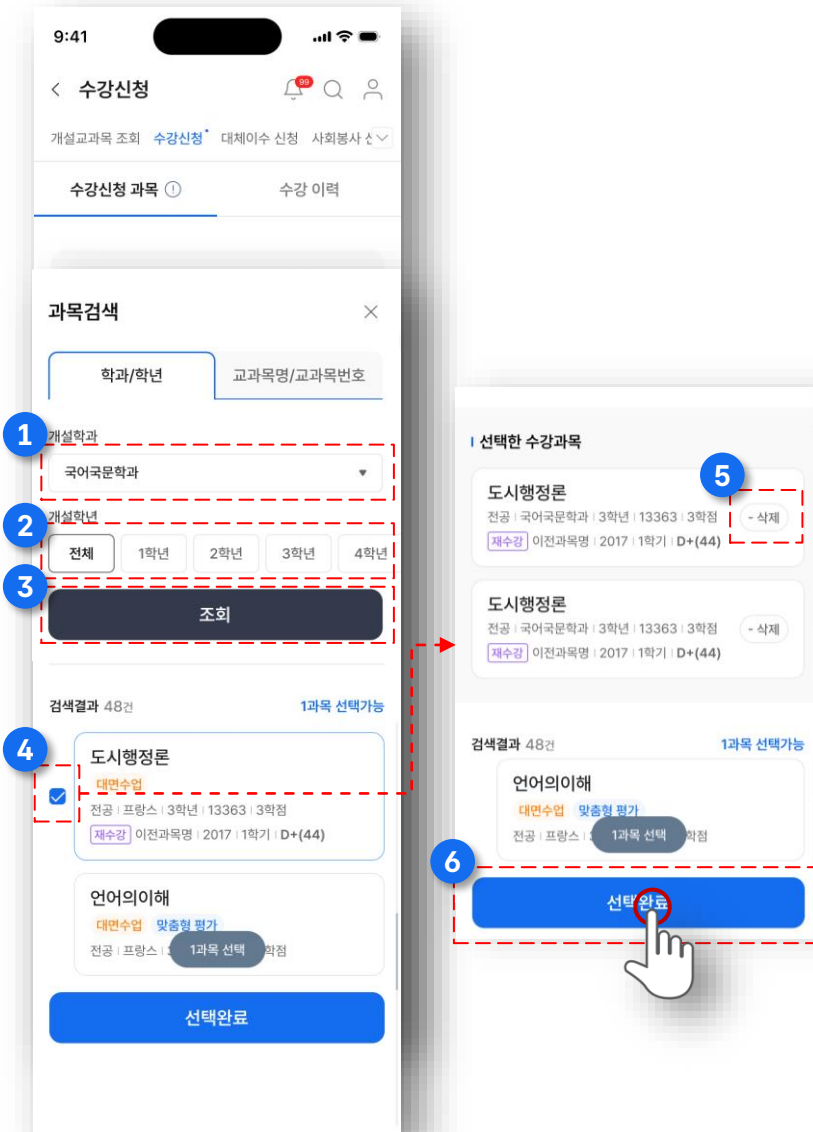 9:41
수강신청
99
개설교과목 조회 수강신청 대체이수 신청 사회봉사
수강신청 과목
수강 이력
과목검색
학과/학년
교과목명/교과목번호
1
개설학과
국어국문학과
2
개설학년
전체 1학년 2학년 3학년 4학년
3
조회
검색결과 48건
1과목 선택가능
4
도시행정론
대면수업
전공 | 프랑스 | 3학년 | 13363 | 3학점
재수강 이전과목명 | 2017 | 1학기 | D+(44)
언어의이해
대면수업 맞춤형 평가
전공 | 프랑스 | 학점
1과목 선택
선택완료
선택한 수강과목
5
도시행정론
전공 | 국어국문학과 | 3학년 | 13363 | 3학점
- 삭제
재수강 이전과목명 | 2017 | 1학기 | D+(44)
도시행정론
전공 | 국어국문학과 | 3학년 | 13363 | 3학점
- 삭제
재수강 이전과목명 | 2017 | 1학기 | D+(44)
검색결과 48건
1과목 선택가능
언어의이해
대면수업 맞춤형 평가
전공 | 프랑스 | 학점
1과목 선택
6
선택완료